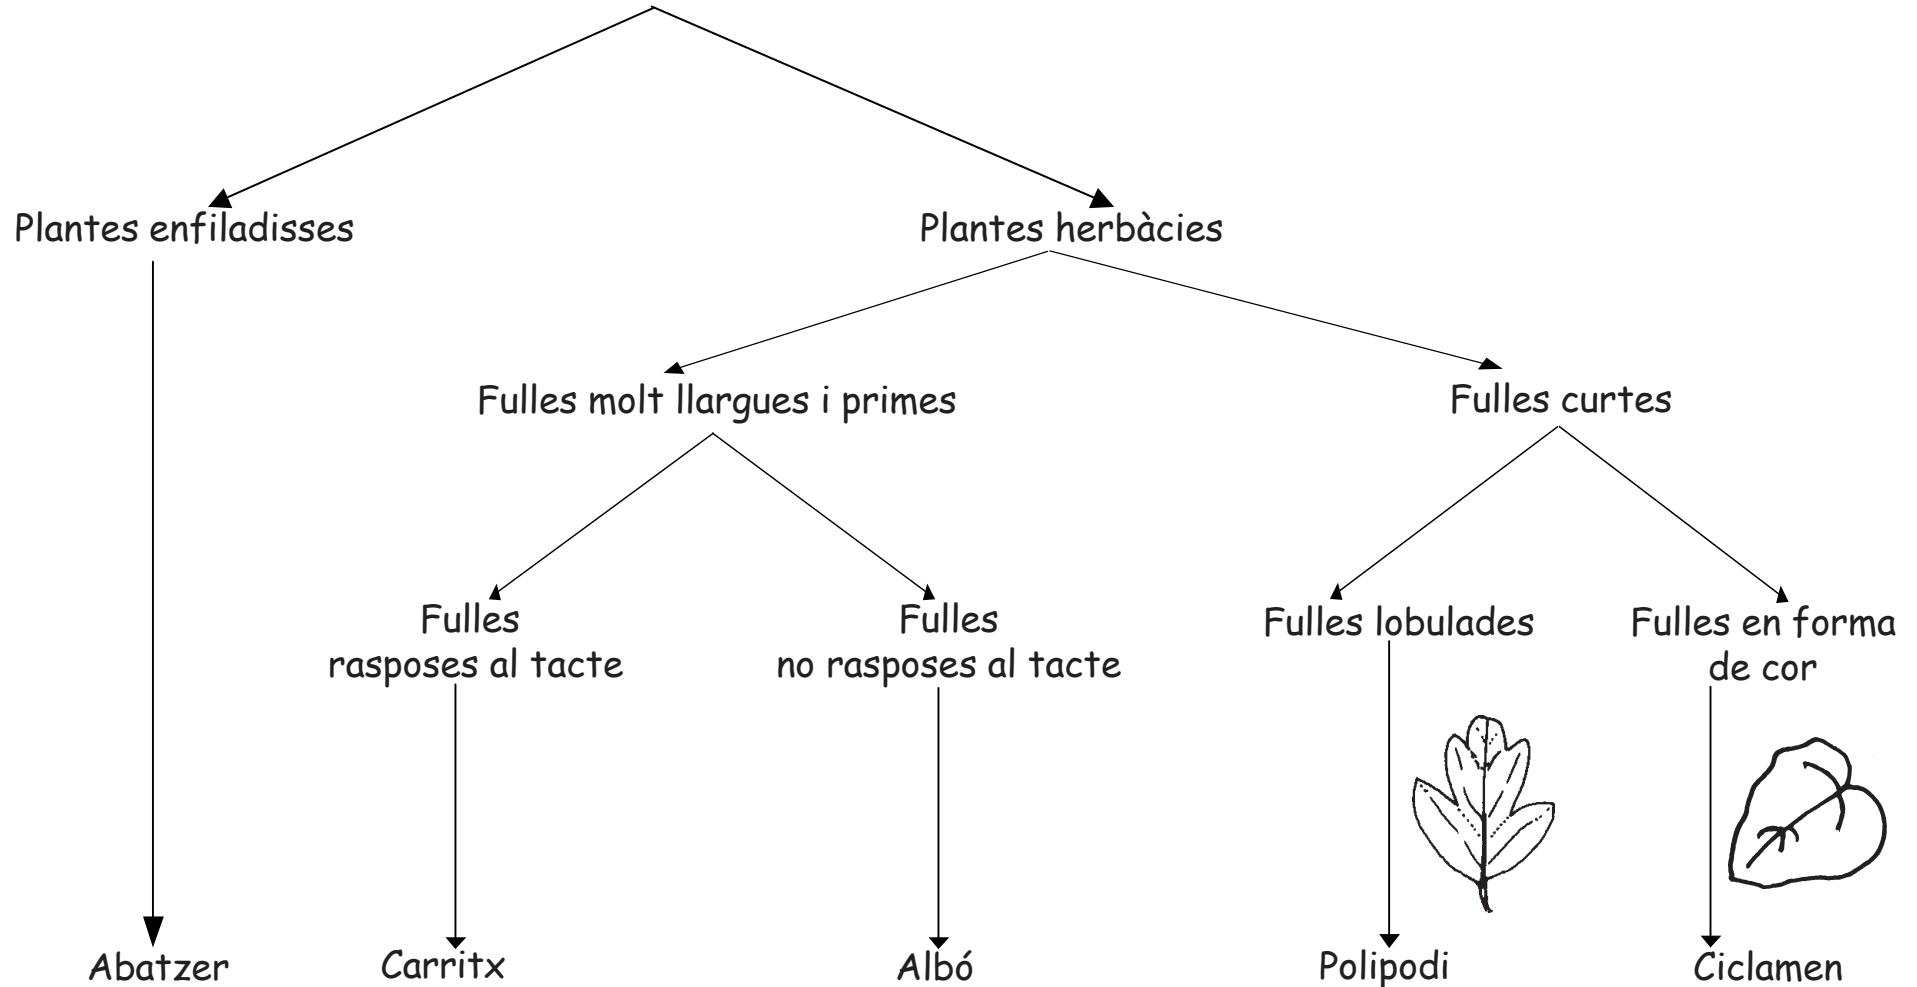 Plantes enfiladisses
Plantes herbàcies
Fulles molt llargues i primes
Fulles curtes
Fulles
rasposes al tacte
Fulles
no rasposes al tacte
Fulles lobulades
Fulles en forma
de cor
Abatzer
Carritx
Albó
Polipodi
Ciclamen